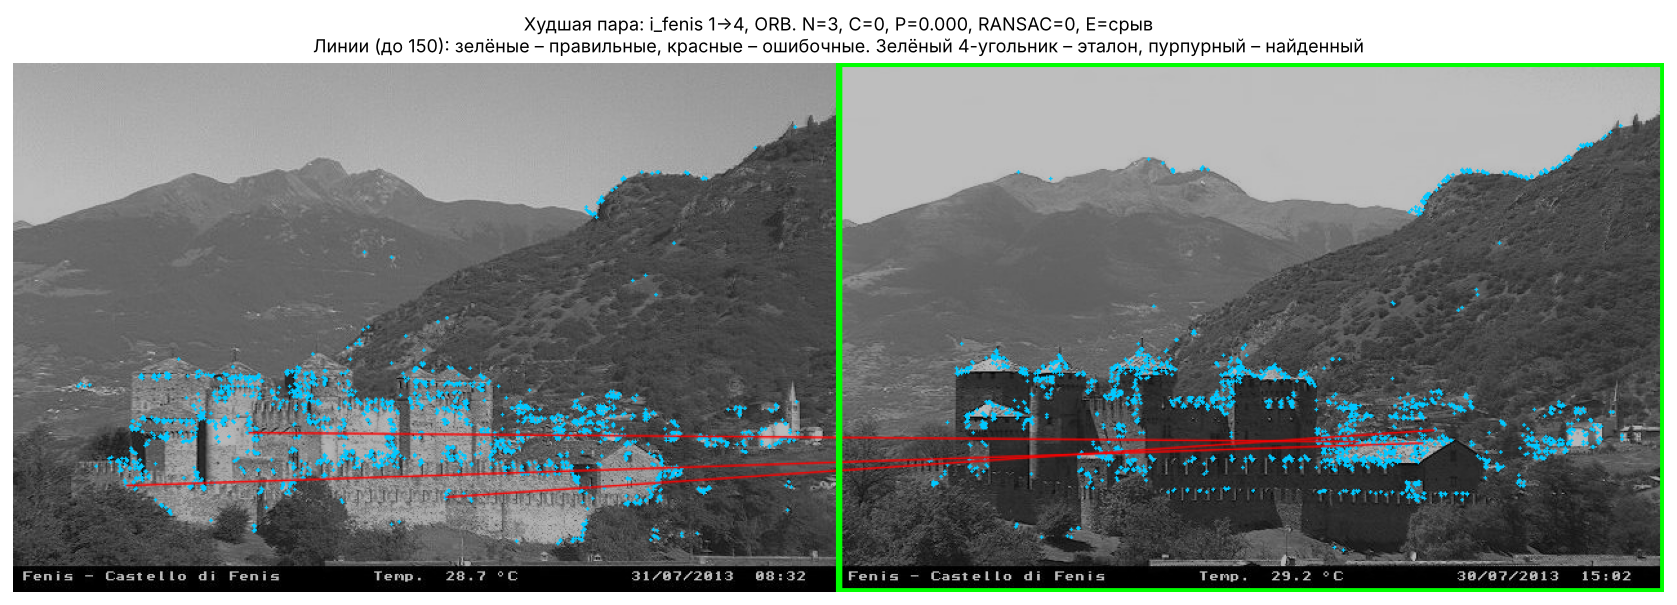 Худшая пара: i_fenis 1→4, ORB. N=3, C=0, P=0.000, RANSAC=0, E=срыв
Линии (до 150): зелёные – правильные, красные – ошибочные. Зелёный 4-угольник – эталон, пурпурный – найденный
Fenis - Castello di Fenis Temp. 28.7 °C 31/07/2013 08:32
Fenis - Castello di Fenis Temp. 29.2 °C 30/07/2013 15:02